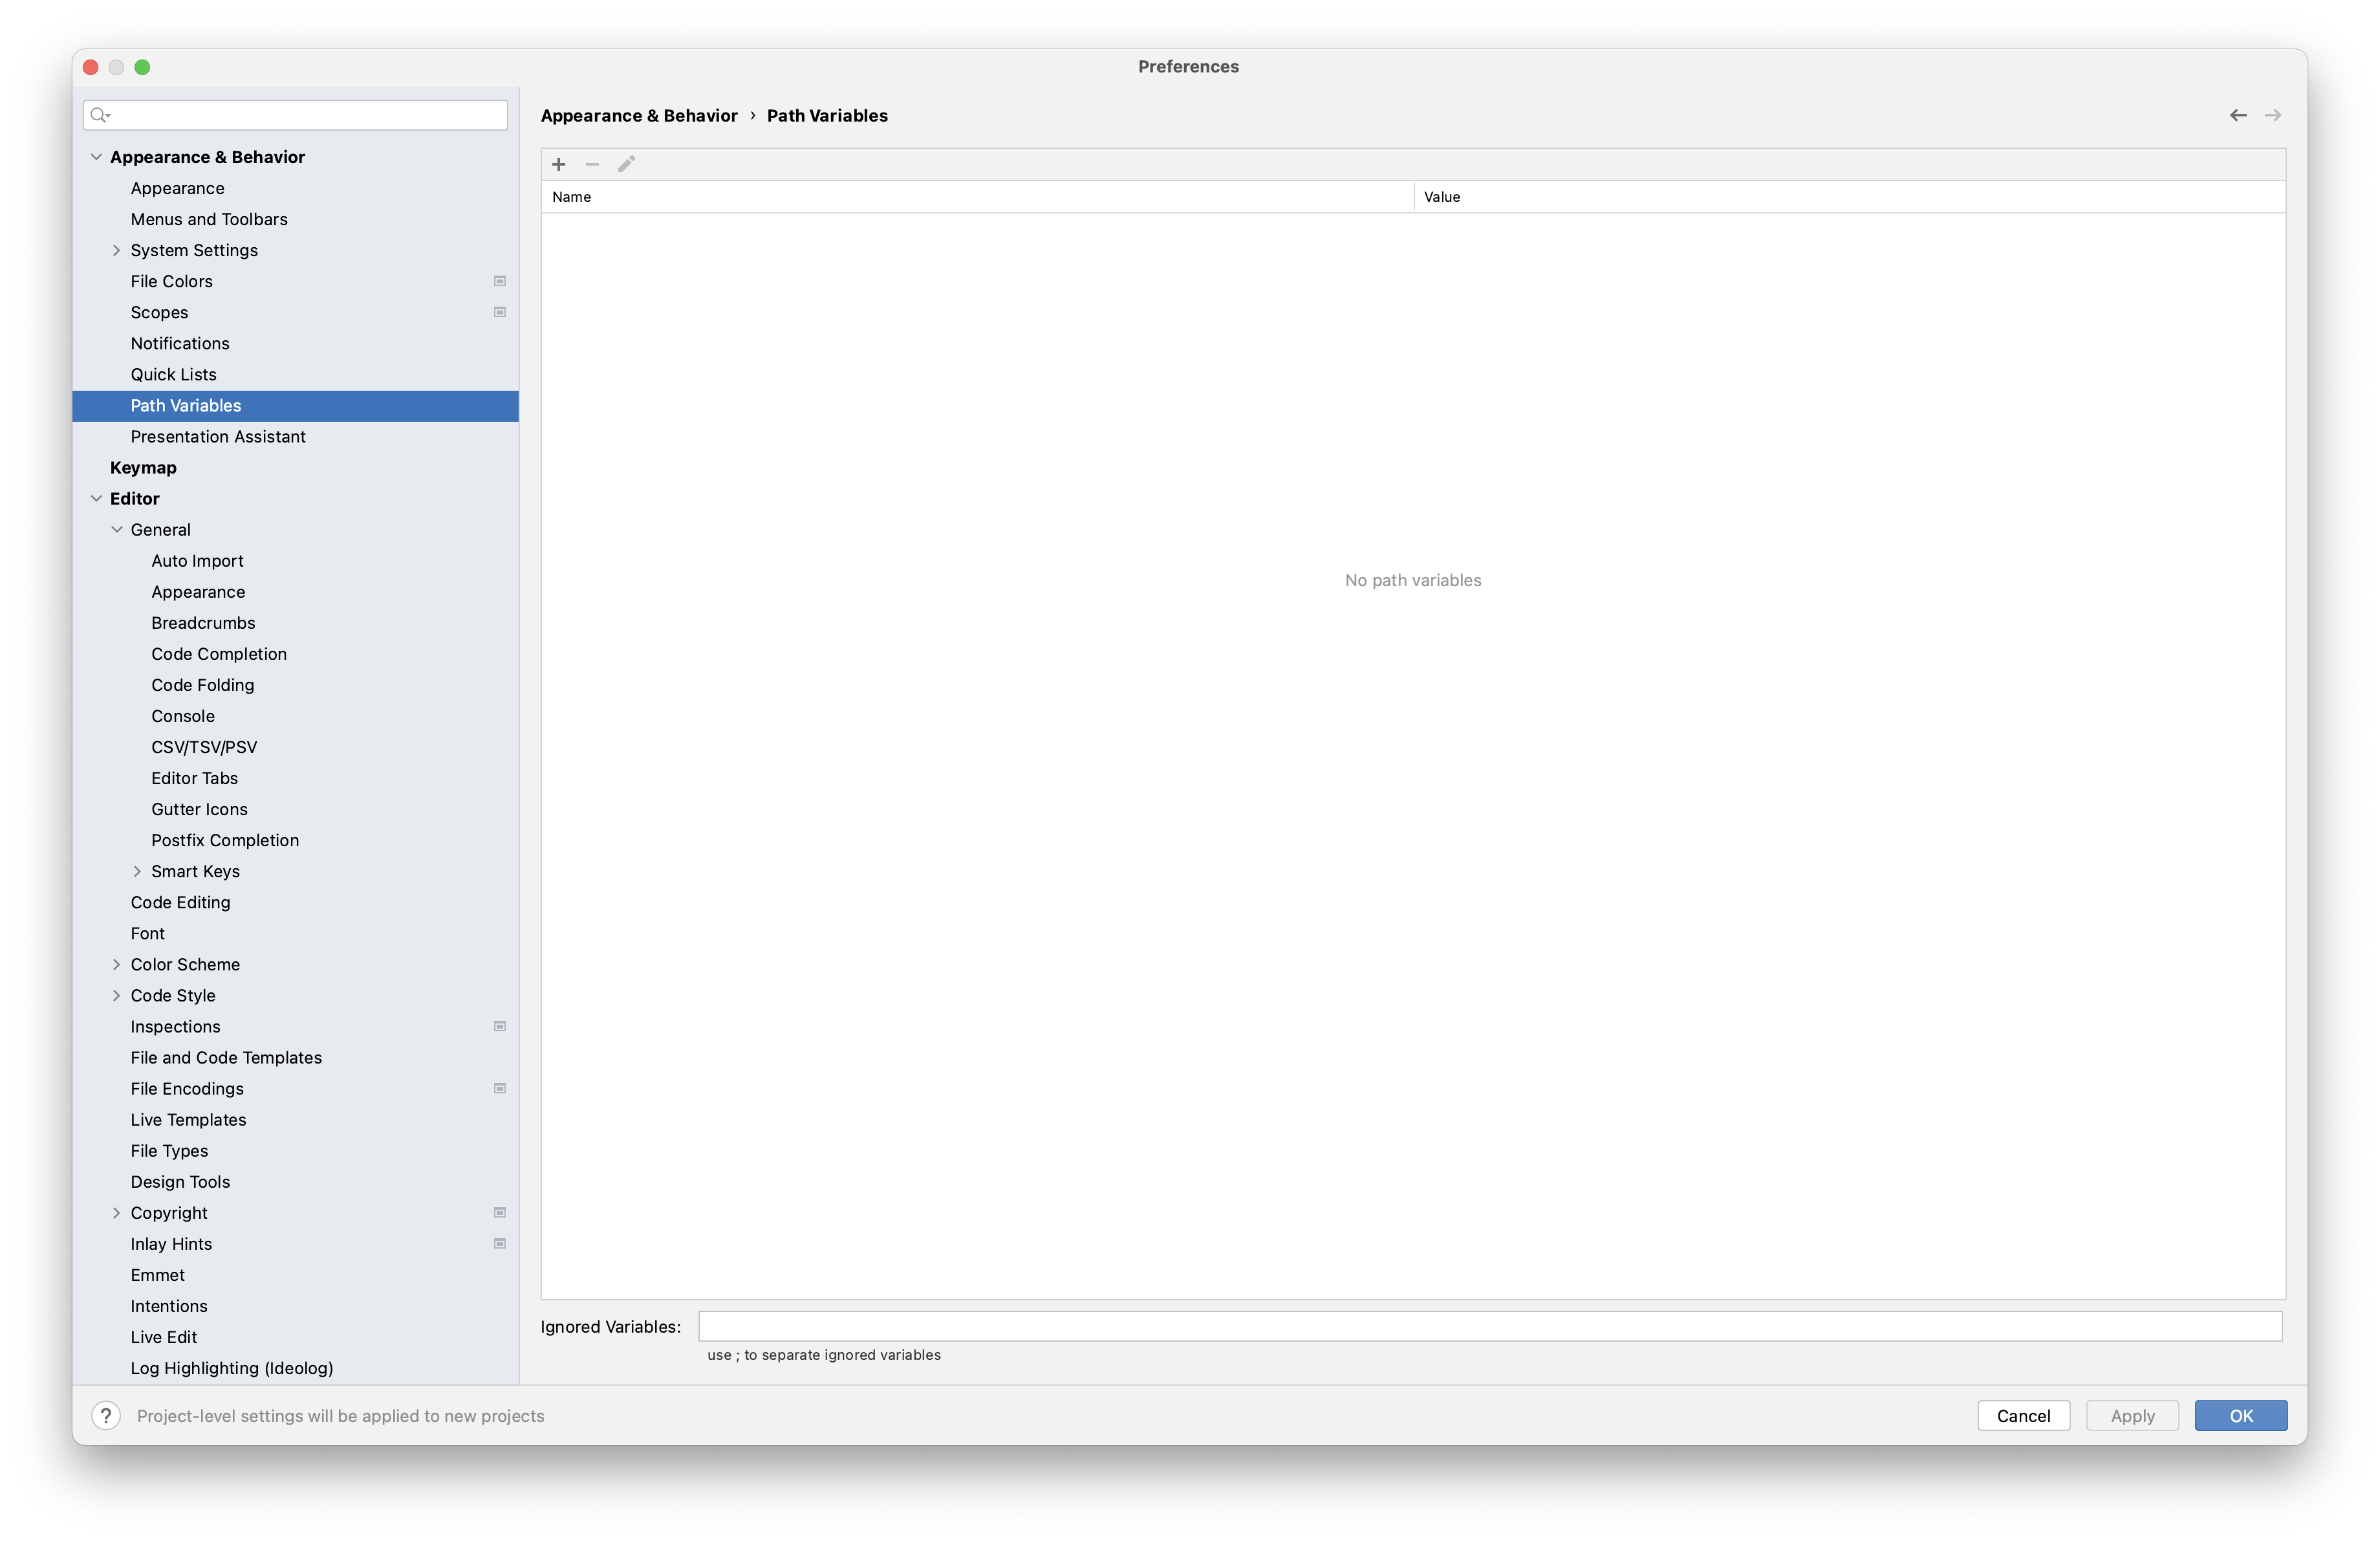 Preferences
Appearance & Behavior › Path Variables
Appearance & Behavior
Appearance
Menus and Toolbars
System Settings
File Colors
Scopes
Notifications
Quick Lists
Path Variables
Presentation Assistant
Keymap
Editor
General
Auto Import
Appearance
Breadcrumbs
Code Completion
Code Folding
Console
CSV/TSV/PSV
Editor Tabs
Gutter Icons
Postfix Completion
Smart Keys
Code Editing
Font
Color Scheme
Code Style
Inspections
File and Code Templates
File Encodings
Live Templates
File Types
Design Tools
Copyright
Inlay Hints
Emmet
Intentions
Live Edit
Log Highlighting (Ideolog)
Name Value
No path variables
Ignored Variables:
use ; to separate ignored variables
? Project-level settings will be applied to new projects
Cancel Apply OK